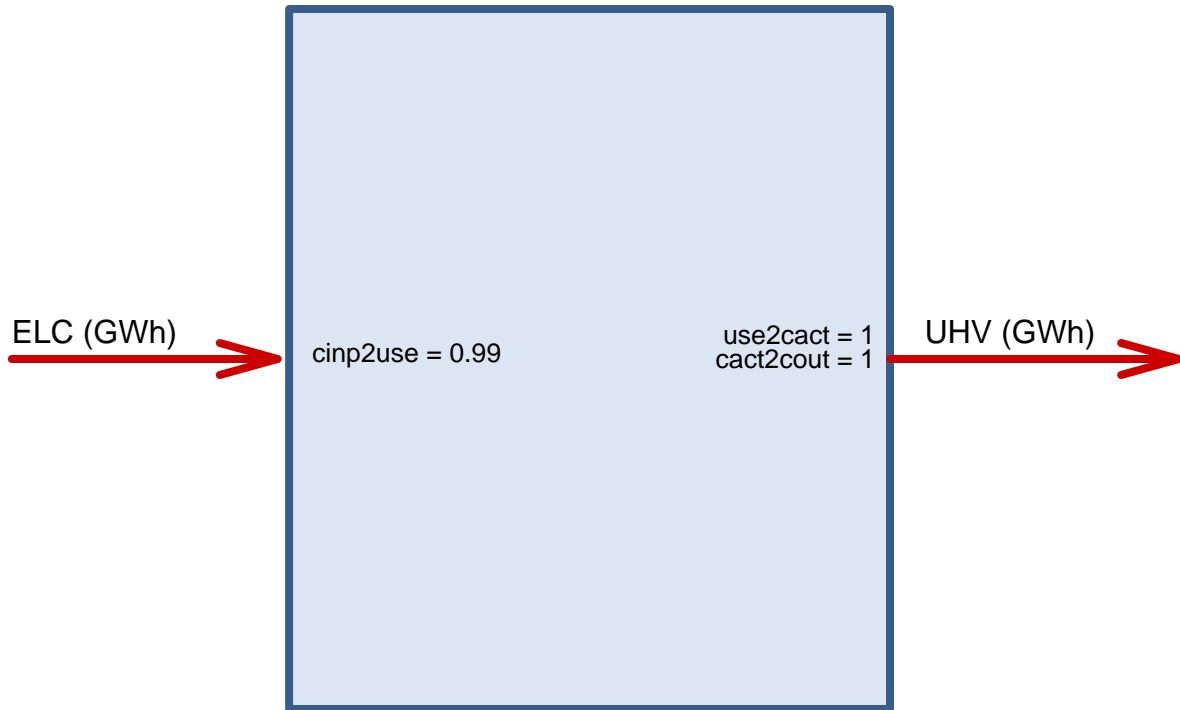 ELC (GWh)
cinp2use = 0.99
use2cact = 1
cact2cout = 1
UHV (GWh)